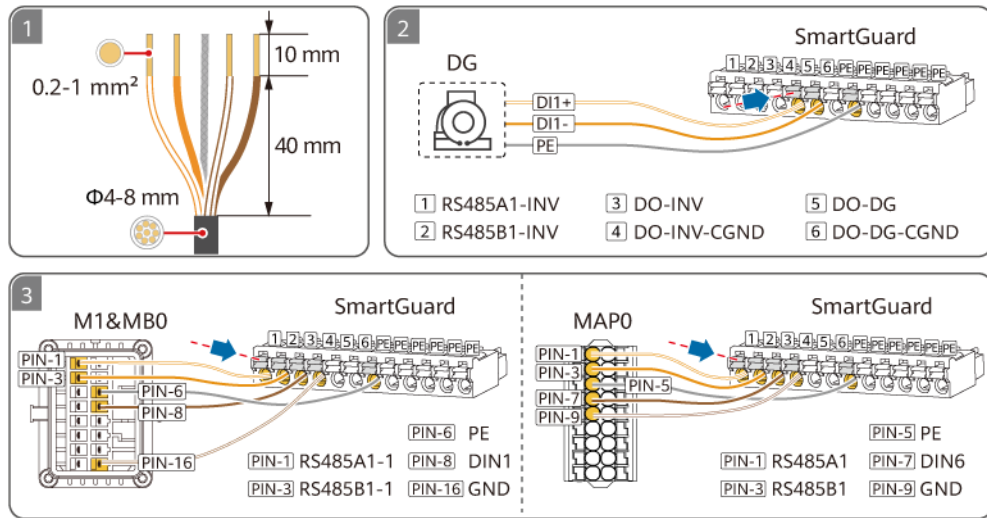 1
10 mm
0.2-1 mm²
40 mm
Φ4-8 mm
2
SmartGuard
DG
1 2 3 4 5 6 PE PE PE PE PE PE
DI1+
DI1-
PE
1 RS485A1-INV 3 DO-INV 5 DO-DG
2 RS485B1-INV 4 DO-INV-CGND 6 DO-DG-CGND
3
SmartGuard
M1&MB0
1 2 3 4 5 6 PE PE PE PE PE PE
PIN-1
PIN-3
PIN-6
PIN-8
PIN-16
PIN-6 PE
PIN-1 RS485A1-1 PIN-8 DIN1
PIN-3 RS485B1-1 PIN-16 GND
SmartGuard
MAP0
1 2 3 4 5 6 PE PE PE PE PE PE
PIN-1
PIN-3
PIN-5
PIN-7
PIN-9
PIN-5 PE
PIN-1 RS485A1 PIN-7 DIN6
PIN-3 RS485B1 PIN-9 GND